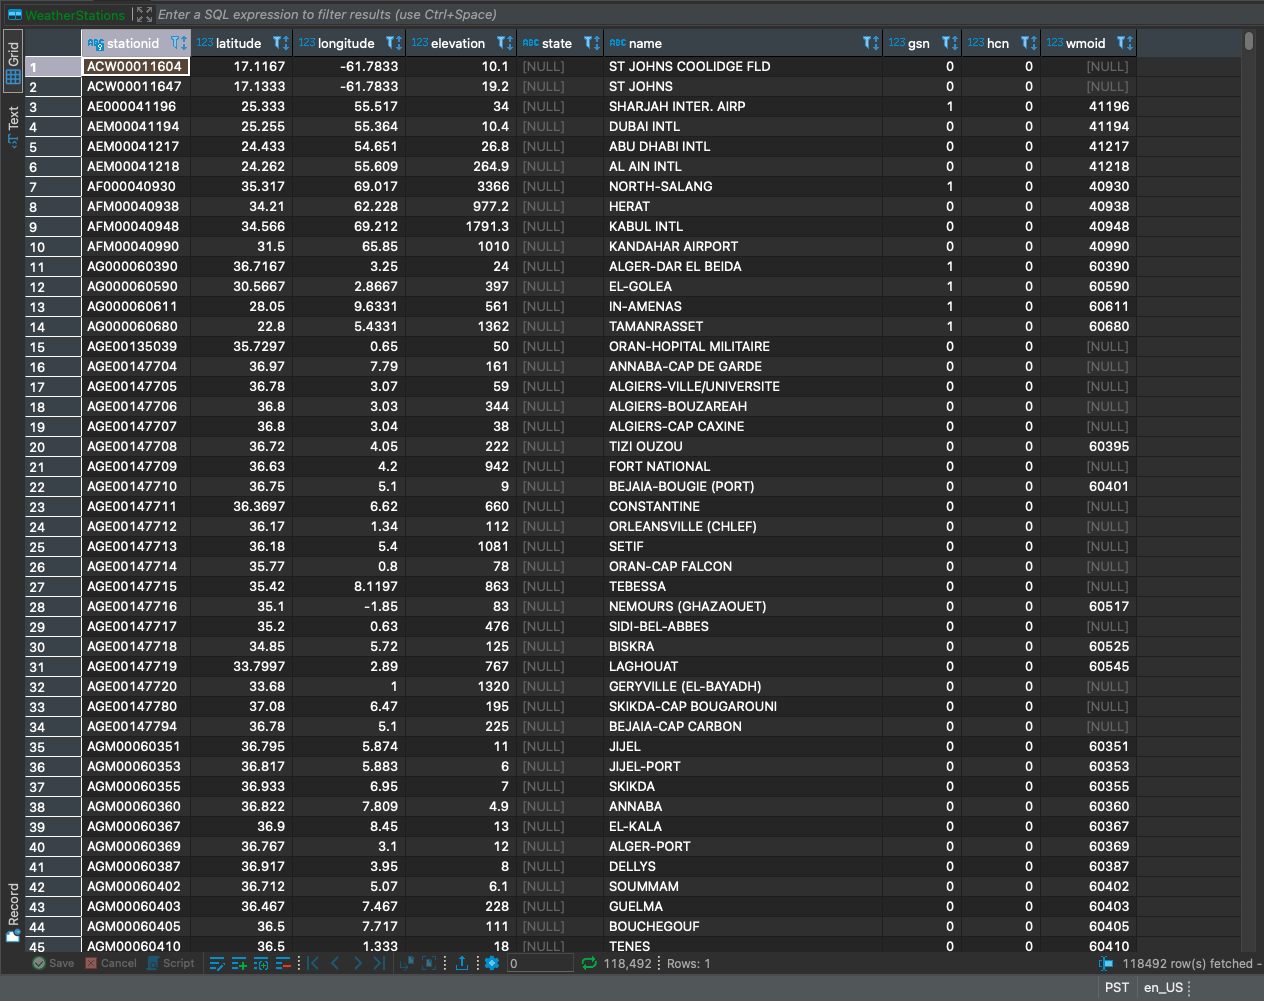 WeatherStations Enter a SQL expression to filter results (use Ctrl+Space)
Grid
Text
Record
ABC stationid 123 latitude 123 longitude 123 elevation ABC state ABC name 123 gsn 123 hcn 123 wmoid
1 ACW00011604 17.1167 -61.7833 10.1 [NULL] ST JOHNS COOLIDGE FLD 0 0 [NULL]
2 ACW00011647 17.1333 -61.7833 19.2 [NULL] ST JOHNS 0 0 [NULL]
3 AE000041196 25.333 55.517 34 [NULL] SHARJAH INTER. AIRP 1 0 41196
4 AEM00041194 25.255 55.364 10.4 [NULL] DUBAI INTL 0 0 41194
5 AEM00041217 24.433 54.651 26.8 [NULL] ABU DHABI INTL 0 0 41217
6 AEM00041218 24.262 55.609 264.9 [NULL] AL AIN INTL 0 0 41218
7 AF000040930 35.317 69.017 3366 [NULL] NORTH-SALANG 1 0 40930
8 AFM00040938 34.21 62.228 977.2 [NULL] HERAT 0 0 40938
9 AFM00040948 34.566 69.212 1791.3 [NULL] KABUL INTL 0 0 40948
10 AFM00040990 31.5 65.85 1010 [NULL] KANDAHAR AIRPORT 0 0 40990
11 AG000060390 36.7167 3.25 24 [NULL] ALGER-DAR EL BEIDA 1 0 60390
12 AG000060590 30.5667 2.8667 397 [NULL] EL-GOLEA 1 0 60590
13 AG000060611 28.05 9.6331 561 [NULL] IN-AMENAS 1 0 60611
14 AG000060680 22.8 5.4331 1362 [NULL] TAMANRASSET 1 0 60680
15 AGE00135039 35.7297 0.65 50 [NULL] ORAN-HOPITAL MILITAIRE 0 0 [NULL]
16 AGE00147704 36.97 7.79 161 [NULL] ANNABA-CAP DE GARDE 0 0 [NULL]
17 AGE00147705 36.78 3.07 59 [NULL] ALGIERS-VILLE/UNIVERSITE 0 0 [NULL]
18 AGE00147706 36.8 3.03 344 [NULL] ALGIERS-BOUZAREAH 0 0 [NULL]
19 AGE00147707 36.8 3.04 38 [NULL] ALGIERS-CAP CAXINE 0 0 [NULL]
20 AGE00147708 36.72 4.05 222 [NULL] TIZI OUZOU 0 0 60395
21 AGE00147709 36.63 4.2 942 [NULL] FORT NATIONAL 0 0 [NULL]
22 AGE00147710 36.75 5.1 9 [NULL] BEJAIA-BOUGIE (PORT) 0 0 60401
23 AGE00147711 36.3697 6.62 660 [NULL] CONSTANTINE 0 0 [NULL]
24 AGE00147712 36.17 1.34 112 [NULL] ORLEANSVILLE (CHLEF) 0 0 [NULL]
25 AGE00147713 36.18 5.4 1081 [NULL] SETIF 0 0 [NULL]
26 AGE00147714 35.77 0.8 78 [NULL] ORAN-CAP FALCON 0 0 [NULL]
27 AGE00147715 35.42 8.1197 863 [NULL] TEBESSA 0 0 [NULL]
28 AGE00147716 35.1 -1.85 83 [NULL] NEMOURS (GHAZAOUET) 0 0 60517
29 AGE00147717 35.2 0.63 476 [NULL] SIDI-BEL-ABBES 0 0 [NULL]
30 AGE00147718 34.85 5.72 125 [NULL] BISKRA 0 0 60525
31 AGE00147719 33.7997 2.89 767 [NULL] LAGHOUAT 0 0 60545
32 AGE00147720 33.68 1 1320 [NULL] GERYVILLE (EL-BAYADH) 0 0 [NULL]
33 AGE00147780 37.08 6.47 195 [NULL] SKIKDA-CAP BOUGAROUNI 0 0 [NULL]
34 AGE00147794 36.78 5.1 225 [NULL] BEJAIA-CAP CARBON 0 0 [NULL]
35 AGM00060351 36.795 5.874 11 [NULL] JIJEL 0 0 60351
36 AGM00060353 36.817 5.883 6 [NULL] JIJEL-PORT 0 0 60353
37 AGM00060355 36.933 6.95 7 [NULL] SKIKDA 0 0 60355
38 AGM00060360 36.822 7.809 4.9 [NULL] ANNABA 0 0 60360
39 AGM00060367 36.9 8.45 13 [NULL] EL-KALA 0 0 60367
40 AGM00060369 36.767 3.1 12 [NULL] ALGER-PORT 0 0 60369
41 AGM00060387 36.917 3.95 8 [NULL] DELLYS 0 0 60387
42 AGM00060402 36.712 5.07 6.1 [NULL] SOUMMAM 0 0 60402
43 AGM00060403 36.467 7.467 228 [NULL] GUELMA 0 0 60403
44 AGM00060405 36.5 7.717 111 [NULL] BOUCHEGOUF 0 0 60405
45 AGM00060410 36.5 1.333 18 [NULL] TENES 0 0 60410
Save Cancel Script 0 118,492 Rows: 1 118492 row(s) fetched -
PST en_US